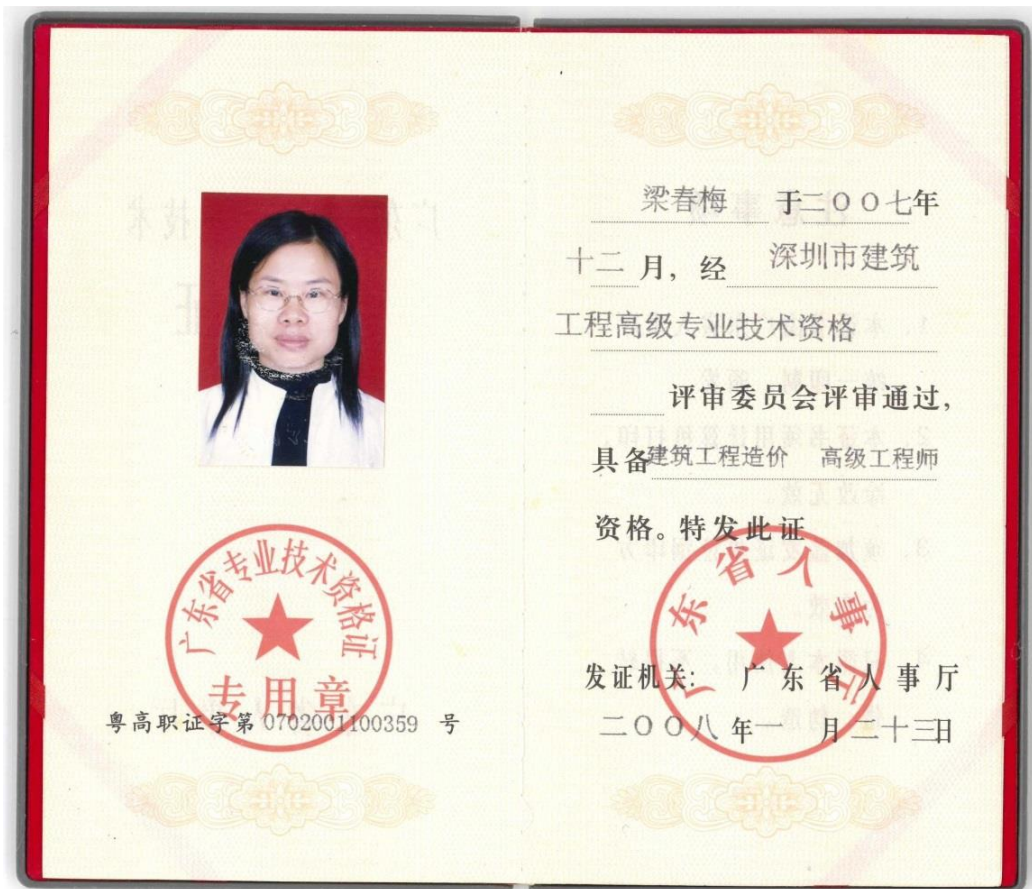 广东省专业技术资格证
专用章
粤高职证字第 0702001100359 号
梁春梅 于二〇〇七年
十二 月，经 深圳市建筑
工程高级专业技术资格
评审委员会评审通过，
具备建筑工程造价 高级工程师
资格。特发此证
广东省人事厅
发证机关： 广东省人事厅
二〇〇八年一 月二十三日